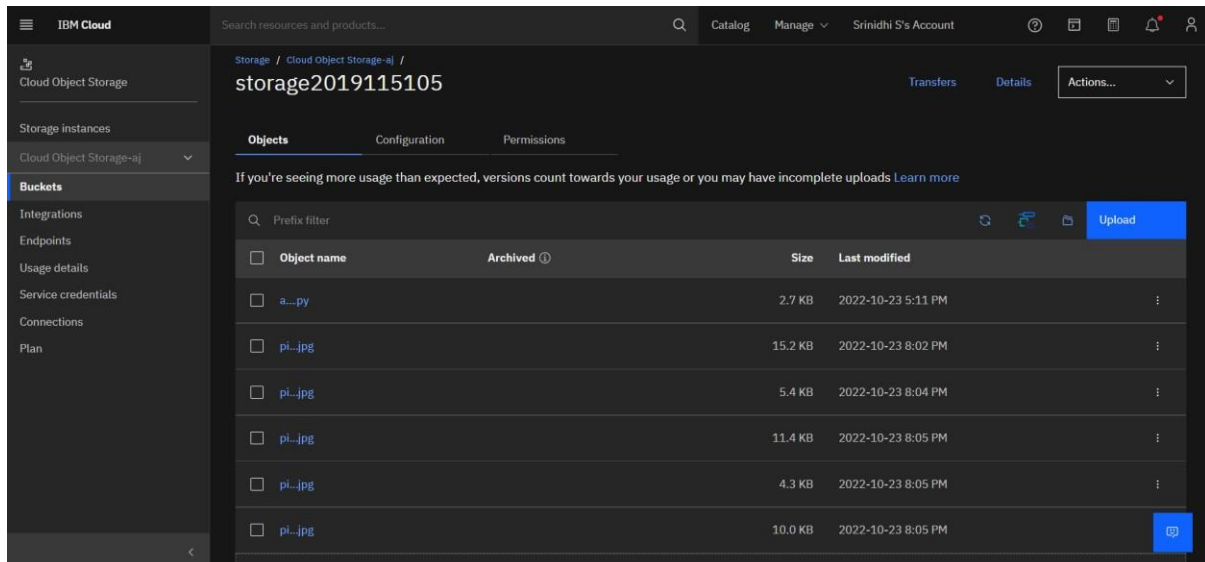 IBM Cloud
Search resources and products...
Catalog
Manage
Srinidhi S's Account
Cloud Object Storage
Storage instances
Cloud Object Storage-aj
Buckets
Integrations
Endpoints
Usage details
Service credentials
Connections
Plan
Storage / Cloud Object Storage-aj /
storage2019115105
Transfers
Details
Actions...
Objects
Configuration
Permissions
If you're seeing more usage than expected, versions count towards your usage or you may have incomplete uploads Learn more
Prefix filter
Upload
Object name Archived Size Last modified
a...py 2.7 KB 2022-10-23 5:11 PM
pi...jpg 15.2 KB 2022-10-23 8:02 PM
pi...jpg 5.4 KB 2022-10-23 8:04 PM
pi...jpg 11.4 KB 2022-10-23 8:05 PM
pi...jpg 4.3 KB 2022-10-23 8:05 PM
pi...jpg 10.0 KB 2022-10-23 8:05 PM